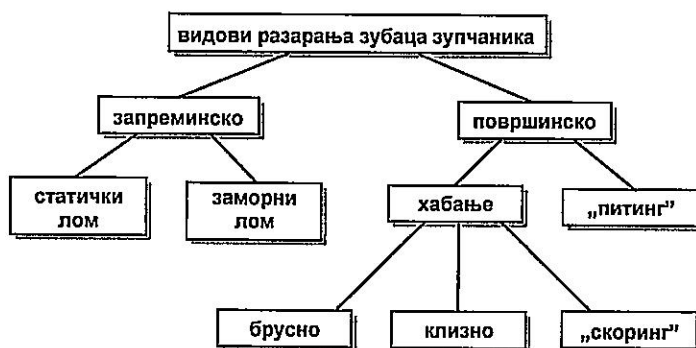 видови разарања зубаца зупчаника
запреминско
површинско
статички
лом
заморни
лом
хабање
„питинг”
брусно
клизно
„скоринг”